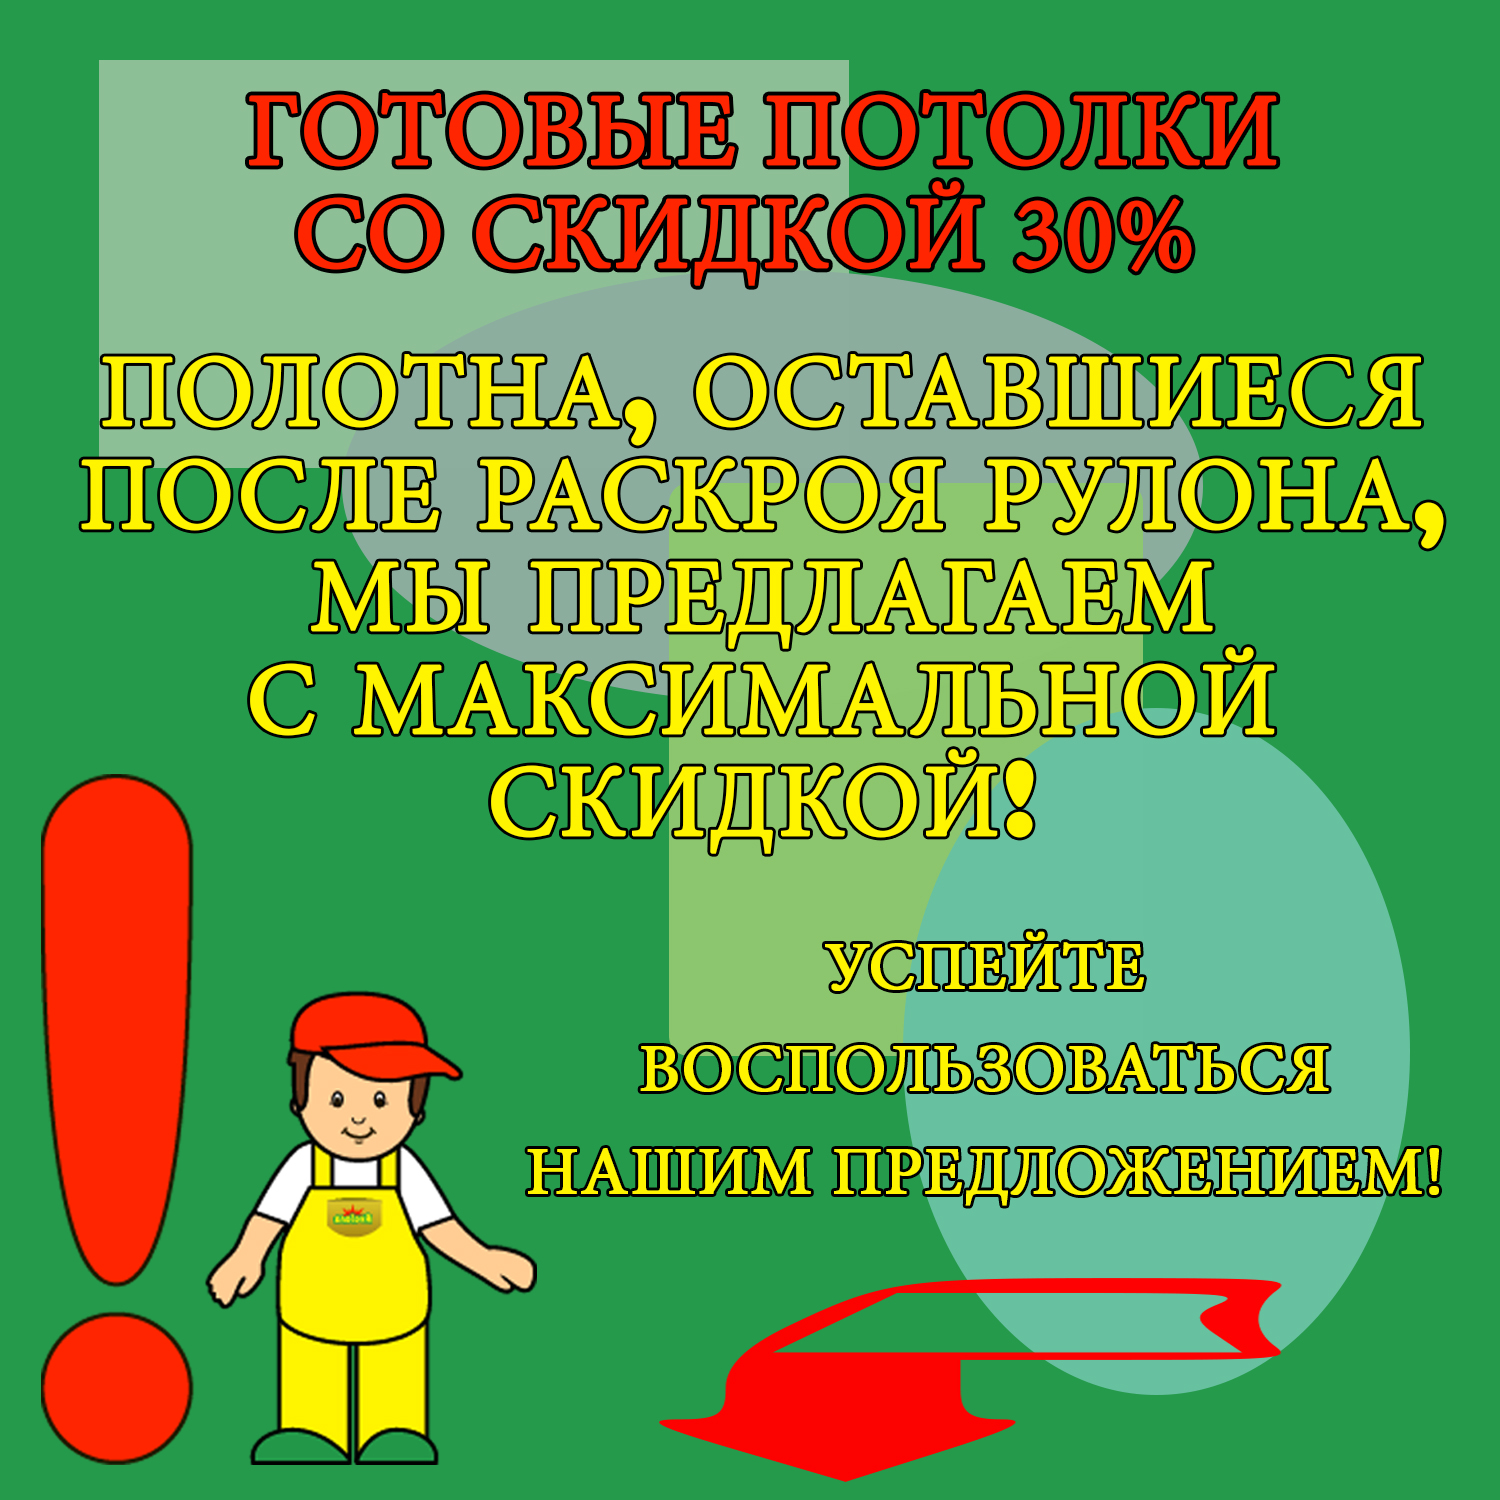 ГОТОВЫЕ ПОТОЛКИ
СО СКИДКОЙ 30%
ПОЛОТНА, ОСТАВШИЕСЯ
ПОСЛЕ РАСКРОЯ РУЛОНА,
МЫ ПРЕДЛАГАЕМ
С МАКСИМАЛЬНОЙ
СКИДКОЙ!
УСПЕЙТЕ
ВОСПОЛЬЗОВАТЬСЯ
НАШИМ ПРЕДЛОЖЕНИЕМ!